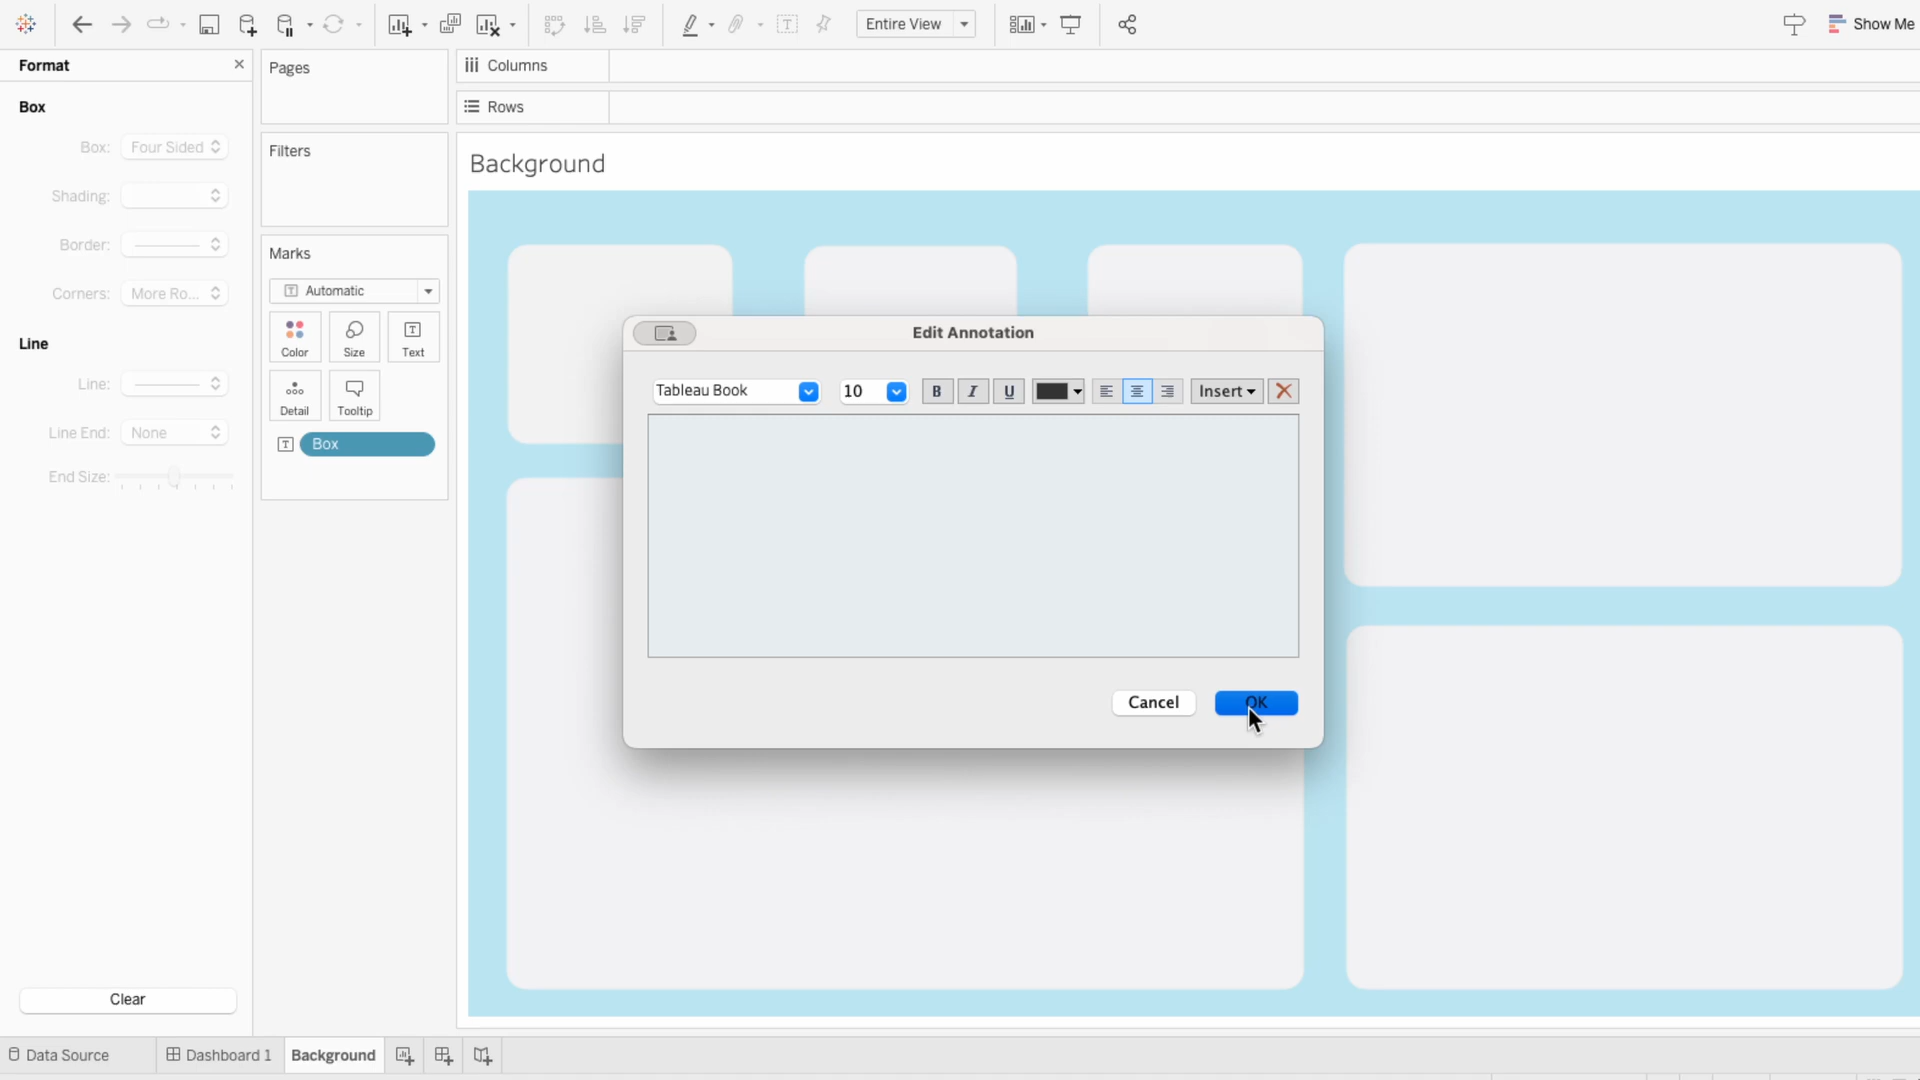 Entire View
Show Me
Format
Box
Box: Four Sided
Shading:
Border:
Corners: More Ro...
Line
Line:
Line End: None
End Size:
Clear
Pages
Filters
Marks
Automatic
Color
Size
Text
Detail
Tooltip
Box
Columns
Rows
Background
Edit Annotation
Tableau Book
10
B
I
U
Insert
Cancel
OK
Data Source
Dashboard 1
Background